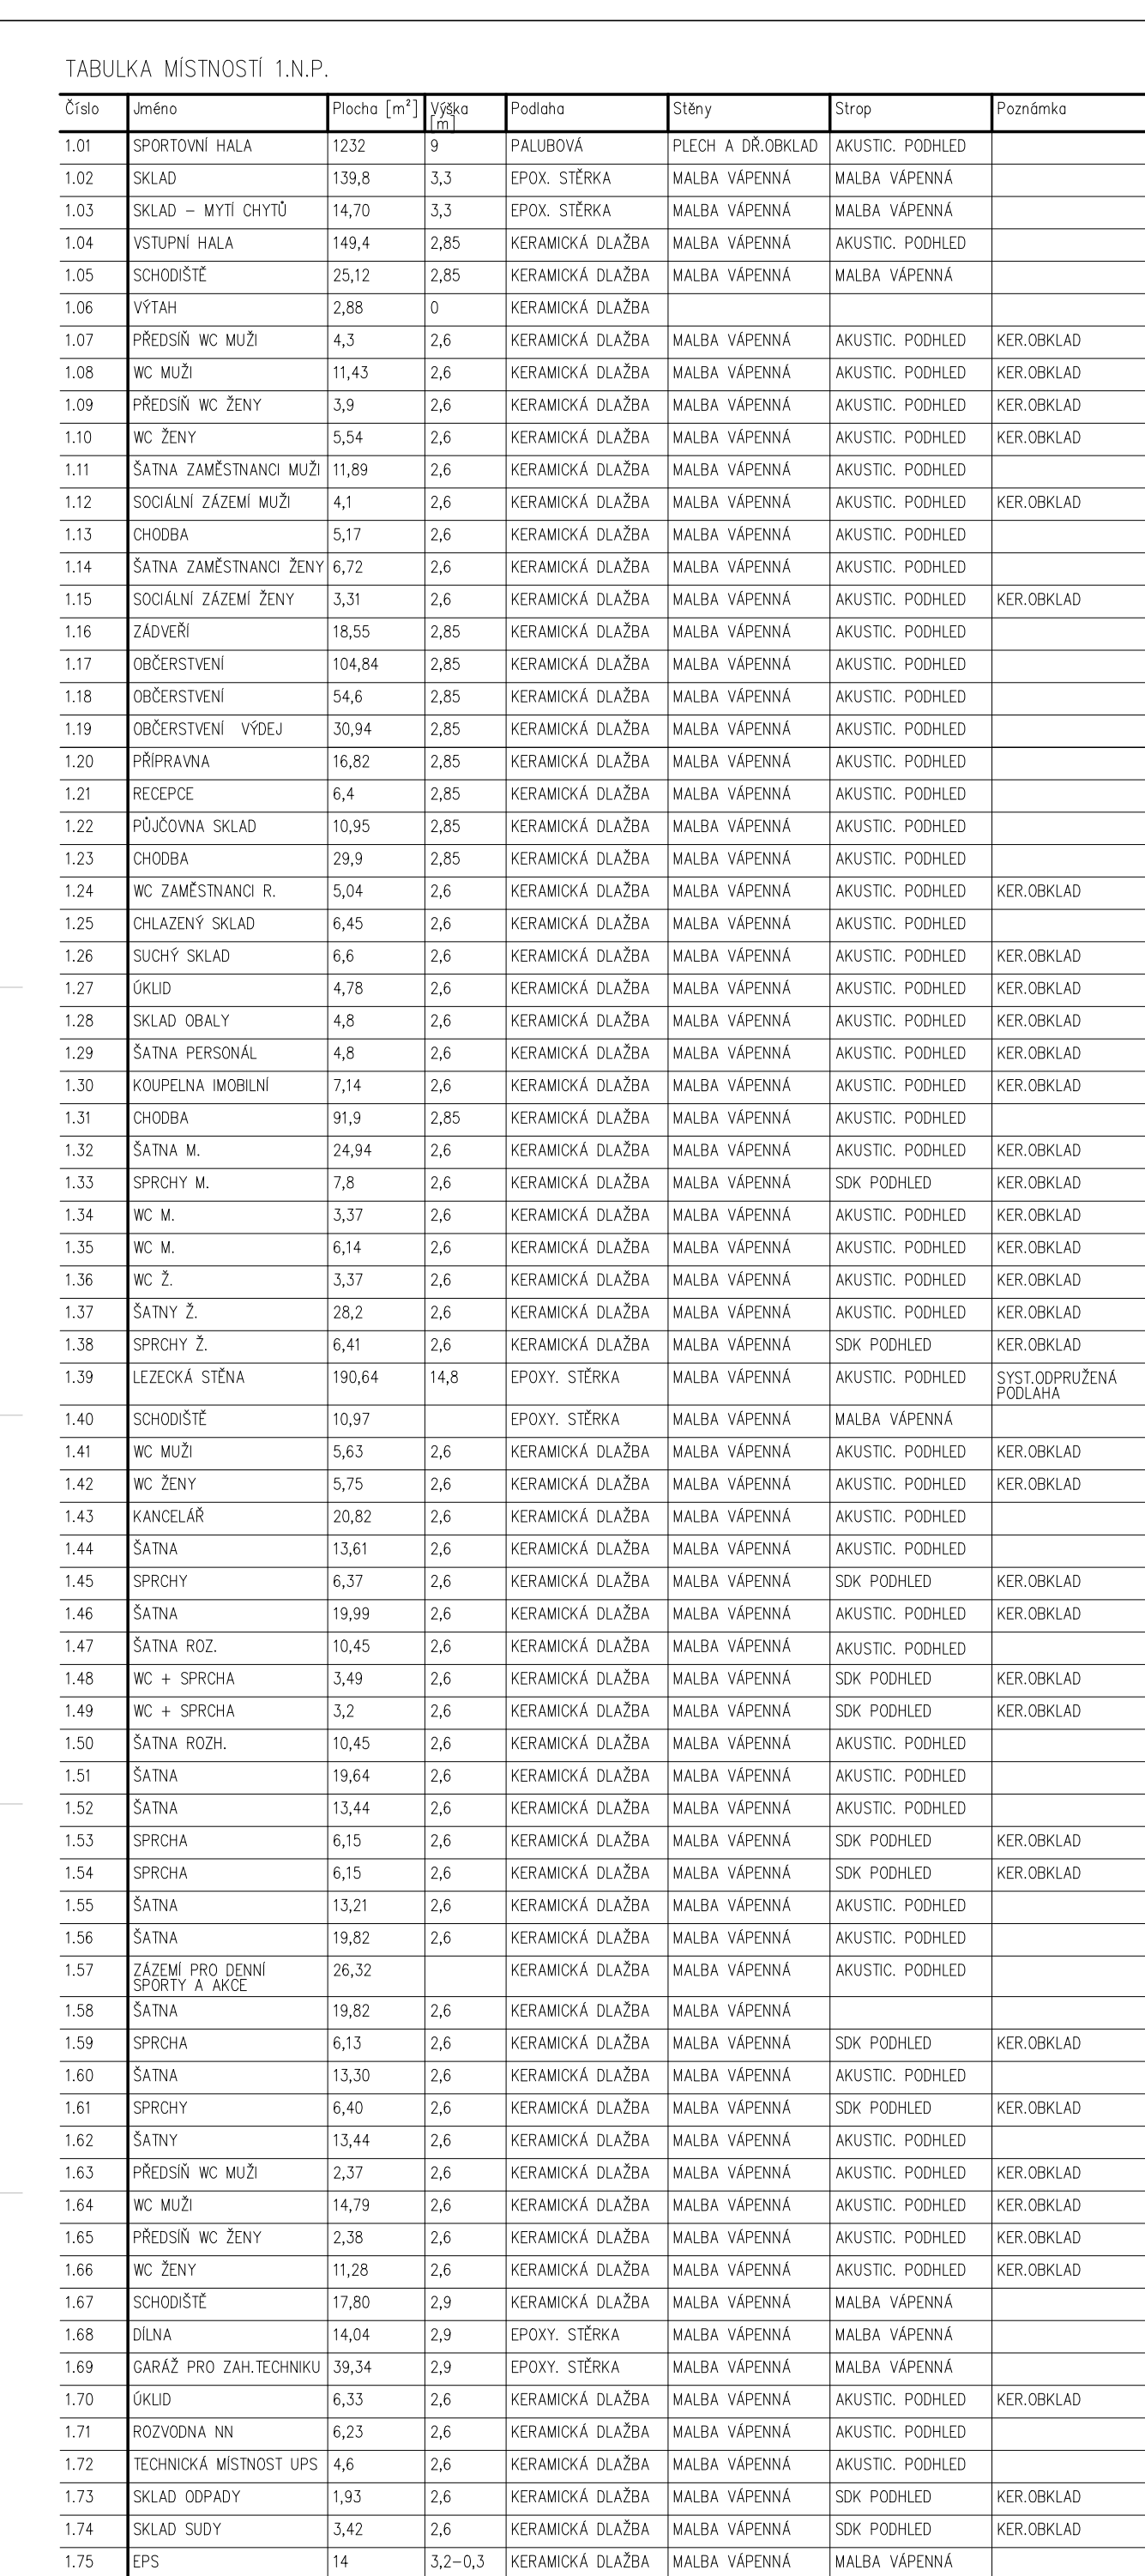 TABULKA MÍSTNOSTÍ 1.N.P.
Číslo Jméno Plocha [m²] Výška [m] Podlaha Stěny Strop Poznámka
1.01 SPORTOVNÍ HALA 1232 9 PALUBOVÁ PLECH A DŘ.OBKLAD AKUSTIC. PODHLED
1.02 SKLAD 139,8 3,3 EPOX. STĚRKA MALBA VÁPENNÁ MALBA VÁPENNÁ
1.03 SKLAD – MYTÍ CHYTŮ 14,70 3,3 EPOX. STĚRKA MALBA VÁPENNÁ MALBA VÁPENNÁ
1.04 VSTUPNÍ HALA 149,4 2,85 KERAMICKÁ DLAŽBA MALBA VÁPENNÁ AKUSTIC. PODHLED
1.05 SCHODIŠTĚ 25,12 2,85 KERAMICKÁ DLAŽBA MALBA VÁPENNÁ MALBA VÁPENNÁ
1.06 VÝTAH 2,88 0 KERAMICKÁ DLAŽBA
1.07 PŘEDSÍŇ WC MUŽI 4,3 2,6 KERAMICKÁ DLAŽBA MALBA VÁPENNÁ AKUSTIC. PODHLED KER.OBKLAD
1.08 WC MUŽI 11,43 2,6 KERAMICKÁ DLAŽBA MALBA VÁPENNÁ AKUSTIC. PODHLED KER.OBKLAD
1.09 PŘEDSÍŇ WC ŽENY 3,9 2,6 KERAMICKÁ DLAŽBA MALBA VÁPENNÁ AKUSTIC. PODHLED KER.OBKLAD
1.10 WC ŽENY 5,54 2,6 KERAMICKÁ DLAŽBA MALBA VÁPENNÁ AKUSTIC. PODHLED KER.OBKLAD
1.11 ŠATNA ZAMĚSTNANCI MUŽI 11,89 2,6 KERAMICKÁ DLAŽBA MALBA VÁPENNÁ AKUSTIC. PODHLED
1.12 SOCIÁLNÍ ZÁZEMÍ MUŽI 4,1 2,6 KERAMICKÁ DLAŽBA MALBA VÁPENNÁ AKUSTIC. PODHLED KER.OBKLAD
1.13 CHODBA 5,17 2,6 KERAMICKÁ DLAŽBA MALBA VÁPENNÁ AKUSTIC. PODHLED
1.14 ŠATNA ZAMĚSTNANCI ŽENY 6,72 2,6 KERAMICKÁ DLAŽBA MALBA VÁPENNÁ AKUSTIC. PODHLED
1.15 SOCIÁLNÍ ZÁZEMÍ ŽENY 3,31 2,6 KERAMICKÁ DLAŽBA MALBA VÁPENNÁ AKUSTIC. PODHLED KER.OBKLAD
1.16 ZÁDVEŘÍ 18,55 2,85 KERAMICKÁ DLAŽBA MALBA VÁPENNÁ AKUSTIC. PODHLED
1.17 OBČERSTVENÍ 104,84 2,85 KERAMICKÁ DLAŽBA MALBA VÁPENNÁ AKUSTIC. PODHLED
1.18 OBČERSTVENÍ 54,6 2,85 KERAMICKÁ DLAŽBA MALBA VÁPENNÁ AKUSTIC. PODHLED
1.19 OBČERSTVENÍ VÝDEJ 30,94 2,85 KERAMICKÁ DLAŽBA MALBA VÁPENNÁ AKUSTIC. PODHLED
1.20 PŘÍPRAVNA 16,82 2,85 KERAMICKÁ DLAŽBA MALBA VÁPENNÁ AKUSTIC. PODHLED
1.21 RECEPCE 6,4 2,85 KERAMICKÁ DLAŽBA MALBA VÁPENNÁ AKUSTIC. PODHLED
1.22 PŮJČOVNA SKLAD 10,95 2,85 KERAMICKÁ DLAŽBA MALBA VÁPENNÁ AKUSTIC. PODHLED
1.23 CHODBA 29,9 2,85 KERAMICKÁ DLAŽBA MALBA VÁPENNÁ AKUSTIC. PODHLED
1.24 WC ZAMĚSTNANCI R. 5,04 2,6 KERAMICKÁ DLAŽBA MALBA VÁPENNÁ AKUSTIC. PODHLED KER.OBKLAD
1.25 CHLAZENÝ SKLAD 6,45 2,6 KERAMICKÁ DLAŽBA MALBA VÁPENNÁ AKUSTIC. PODHLED
1.26 SUCHÝ SKLAD 6,6 2,6 KERAMICKÁ DLAŽBA MALBA VÁPENNÁ AKUSTIC. PODHLED KER.OBKLAD
1.27 ÚKLID 4,78 2,6 KERAMICKÁ DLAŽBA MALBA VÁPENNÁ AKUSTIC. PODHLED KER.OBKLAD
1.28 SKLAD OBALY 4,8 2,6 KERAMICKÁ DLAŽBA MALBA VÁPENNÁ AKUSTIC. PODHLED KER.OBKLAD
1.29 ŠATNA PERSONÁL 4,8 2,6 KERAMICKÁ DLAŽBA MALBA VÁPENNÁ AKUSTIC. PODHLED KER.OBKLAD
1.30 KOUPELNA IMOBILNÍ 7,14 2,6 KERAMICKÁ DLAŽBA MALBA VÁPENNÁ AKUSTIC. PODHLED KER.OBKLAD
1.31 CHODBA 91,9 2,85 KERAMICKÁ DLAŽBA MALBA VÁPENNÁ AKUSTIC. PODHLED
1.32 ŠATNA M. 24,94 2,6 KERAMICKÁ DLAŽBA MALBA VÁPENNÁ AKUSTIC. PODHLED KER.OBKLAD
1.33 SPRCHY M. 7,8 2,6 KERAMICKÁ DLAŽBA MALBA VÁPENNÁ SDK PODHLED KER.OBKLAD
1.34 WC M. 3,37 2,6 KERAMICKÁ DLAŽBA MALBA VÁPENNÁ AKUSTIC. PODHLED KER.OBKLAD
1.35 WC M. 6,14 2,6 KERAMICKÁ DLAŽBA MALBA VÁPENNÁ AKUSTIC. PODHLED KER.OBKLAD
1.36 WC Ž. 3,37 2,6 KERAMICKÁ DLAŽBA MALBA VÁPENNÁ AKUSTIC. PODHLED KER.OBKLAD
1.37 ŠATNY Ž. 28,2 2,6 KERAMICKÁ DLAŽBA MALBA VÁPENNÁ AKUSTIC. PODHLED KER.OBKLAD
1.38 SPRCHY Ž. 6,41 2,6 KERAMICKÁ DLAŽBA MALBA VÁPENNÁ SDK PODHLED KER.OBKLAD
1.39 LEZECKÁ STĚNA 190,64 14,8 EPOXY. STĚRKA MALBA VÁPENNÁ AKUSTIC. PODHLED SYST.ODPRUŽENÁ
PODLAHA
1.40 SCHODIŠTĚ 10,97 EPOXY. STĚRKA MALBA VÁPENNÁ MALBA VÁPENNÁ
1.41 WC MUŽI 5,63 2,6 KERAMICKÁ DLAŽBA MALBA VÁPENNÁ AKUSTIC. PODHLED KER.OBKLAD
1.42 WC ŽENY 5,75 2,6 KERAMICKÁ DLAŽBA MALBA VÁPENNÁ AKUSTIC. PODHLED KER.OBKLAD
1.43 KANCELÁŘ 20,82 2,6 KERAMICKÁ DLAŽBA MALBA VÁPENNÁ AKUSTIC. PODHLED
1.44 ŠATNA 13,61 2,6 KERAMICKÁ DLAŽBA MALBA VÁPENNÁ AKUSTIC. PODHLED
1.45 SPRCHY 6,37 2,6 KERAMICKÁ DLAŽBA MALBA VÁPENNÁ SDK PODHLED KER.OBKLAD
1.46 ŠATNA 19,99 2,6 KERAMICKÁ DLAŽBA MALBA VÁPENNÁ AKUSTIC. PODHLED KER.OBKLAD
1.47 ŠATNA ROZ. 10,45 2,6 KERAMICKÁ DLAŽBA MALBA VÁPENNÁ AKUSTIC. PODHLED
1.48 WC + SPRCHA 3,49 2,6 KERAMICKÁ DLAŽBA MALBA VÁPENNÁ SDK PODHLED KER.OBKLAD
1.49 WC + SPRCHA 3,2 2,6 KERAMICKÁ DLAŽBA MALBA VÁPENNÁ SDK PODHLED KER.OBKLAD
1.50 ŠATNA ROZH. 10,45 2,6 KERAMICKÁ DLAŽBA MALBA VÁPENNÁ AKUSTIC. PODHLED
1.51 ŠATNA 19,64 2,6 KERAMICKÁ DLAŽBA MALBA VÁPENNÁ AKUSTIC. PODHLED
1.52 ŠATNA 13,44 2,6 KERAMICKÁ DLAŽBA MALBA VÁPENNÁ AKUSTIC. PODHLED
1.53 SPRCHA 6,15 2,6 KERAMICKÁ DLAŽBA MALBA VÁPENNÁ SDK PODHLED KER.OBKLAD
1.54 SPRCHA 6,15 2,6 KERAMICKÁ DLAŽBA MALBA VÁPENNÁ SDK PODHLED KER.OBKLAD
1.55 ŠATNA 13,21 2,6 KERAMICKÁ DLAŽBA MALBA VÁPENNÁ AKUSTIC. PODHLED
1.56 ŠATNA 19,82 2,6 KERAMICKÁ DLAŽBA MALBA VÁPENNÁ AKUSTIC. PODHLED
1.57 ZÁZEMÍ PRO DENNÍ 26,32 KERAMICKÁ DLAŽBA MALBA VÁPENNÁ AKUSTIC. PODHLED
SPORTY A AKCE
1.58 ŠATNA 19,82 2,6 KERAMICKÁ DLAŽBA MALBA VÁPENNÁ
1.59 SPRCHA 6,13 2,6 KERAMICKÁ DLAŽBA MALBA VÁPENNÁ SDK PODHLED KER.OBKLAD
1.60 ŠATNA 13,30 2,6 KERAMICKÁ DLAŽBA MALBA VÁPENNÁ AKUSTIC. PODHLED
1.61 SPRCHY 6,40 2,6 KERAMICKÁ DLAŽBA MALBA VÁPENNÁ SDK PODHLED KER.OBKLAD
1.62 ŠATNY 13,44 2,6 KERAMICKÁ DLAŽBA MALBA VÁPENNÁ AKUSTIC. PODHLED
1.63 PŘEDSÍŇ WC MUŽI 2,37 2,6 KERAMICKÁ DLAŽBA MALBA VÁPENNÁ AKUSTIC. PODHLED KER.OBKLAD
1.64 WC MUŽI 14,79 2,6 KERAMICKÁ DLAŽBA MALBA VÁPENNÁ AKUSTIC. PODHLED KER.OBKLAD
1.65 PŘEDSÍŇ WC ŽENY 2,38 2,6 KERAMICKÁ DLAŽBA MALBA VÁPENNÁ AKUSTIC. PODHLED KER.OBKLAD
1.66 WC ŽENY 11,28 2,6 KERAMICKÁ DLAŽBA MALBA VÁPENNÁ AKUSTIC. PODHLED KER.OBKLAD
1.67 SCHODIŠTĚ 17,80 2,9 KERAMICKÁ DLAŽBA MALBA VÁPENNÁ MALBA VÁPENNÁ
1.68 DÍLNA 14,04 2,9 EPOXY. STĚRKA MALBA VÁPENNÁ MALBA VÁPENNÁ
1.69 GARÁŽ PRO ZAH.TECHNIKU 39,34 2,9 EPOXY. STĚRKA MALBA VÁPENNÁ MALBA VÁPENNÁ
1.70 ÚKLID 6,33 2,6 KERAMICKÁ DLAŽBA MALBA VÁPENNÁ AKUSTIC. PODHLED KER.OBKLAD
1.71 ROZVODNA NN 6,23 2,6 KERAMICKÁ DLAŽBA MALBA VÁPENNÁ AKUSTIC. PODHLED
1.72 TECHNICKÁ MÍSTNOST UPS 4,6 2,6 KERAMICKÁ DLAŽBA MALBA VÁPENNÁ AKUSTIC. PODHLED
1.73 SKLAD ODPADY 1,93 2,6 KERAMICKÁ DLAŽBA MALBA VÁPENNÁ SDK PODHLED KER.OBKLAD
1.74 SKLAD SUDY 3,42 2,6 KERAMICKÁ DLAŽBA MALBA VÁPENNÁ SDK PODHLED KER.OBKLAD
1.75 EPS 14 3,2–0,3 KERAMICKÁ DLAŽBA MALBA VÁPENNÁ MALBA VÁPENNÁ